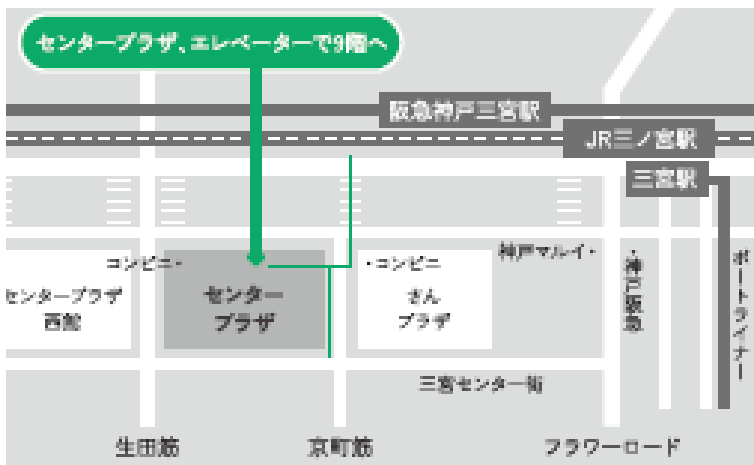 センタープラザ、エレベーターで9階へ
阪急神戸三宮駅
JR三ノ宮駅
三宮駅
コンビニ・
・コンビニ
神戸マルイ・
・神戸阪急
ポートライナー
センタープラザ
西館
センター
プラザ
さん
プラザ
三宮センター街
生田筋
京町筋
フラワーロード